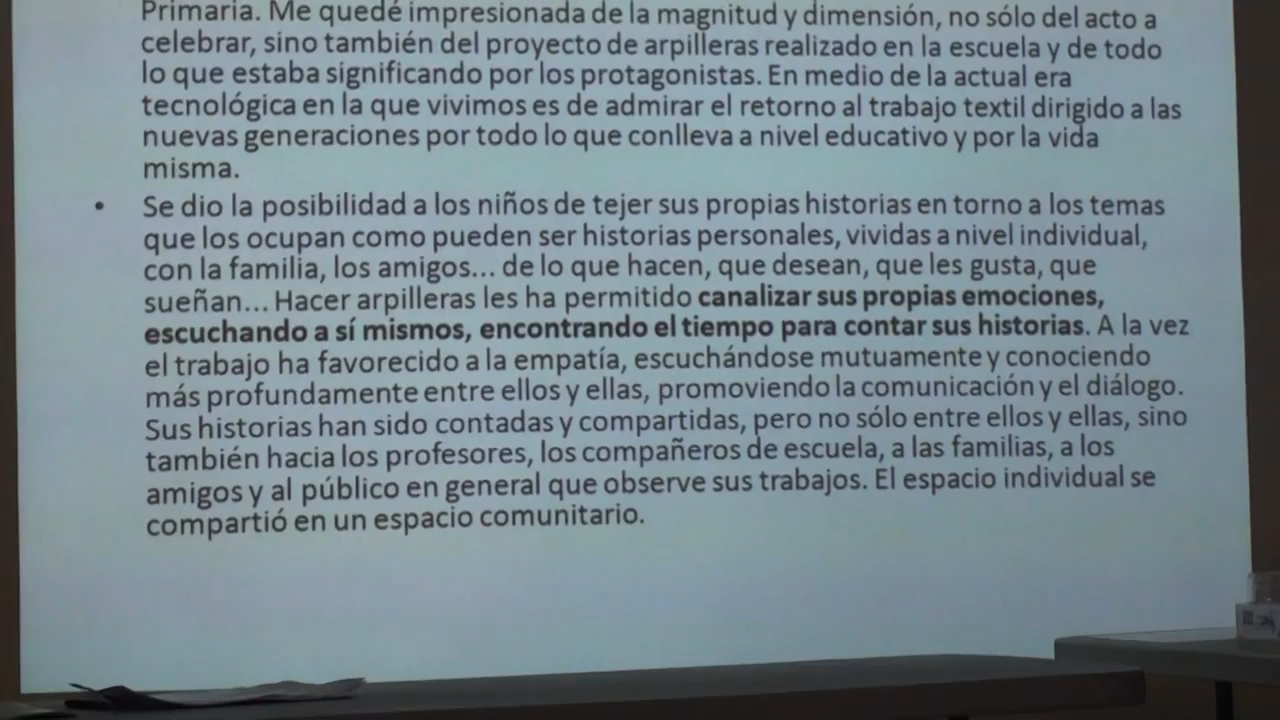 Primaria. Me quedé impresionada de la magnitud y dimensión, no sólo del acto a
celebrar, sino también del proyecto de arpilleras realizado en la escuela y de todo
lo que estaba significando por los protagonistas. En medio de la actual era
tecnológica en la que vivimos es de admirar el retorno al trabajo textil dirigido a las
nuevas generaciones por todo lo que conlleva a nivel educativo y por la vida
misma.
• Se dio la posibilidad a los niños de tejer sus propias historias en torno a los temas
que los ocupan como pueden ser historias personales, vividas a nivel individual,
con la familia, los amigos... de lo que hacen, que desean, que les gusta, que
sueñan... Hacer arpilleras les ha permitido canalizar sus propias emociones,
escuchando a sí mismos, encontrando el tiempo para contar sus historias. A la vez
el trabajo ha favorecido a la empatía, escuchándose mutuamente y conociendo
más profundamente entre ellos y ellas, promoviendo la comunicación y el diálogo.
Sus historias han sido contadas y compartidas, pero no sólo entre ellos y ellas, sino
también hacia los profesores, los compañeros de escuela, a las familias, a los
amigos y al público en general que observe sus trabajos. El espacio individual se
compartió en un espacio comunitario.